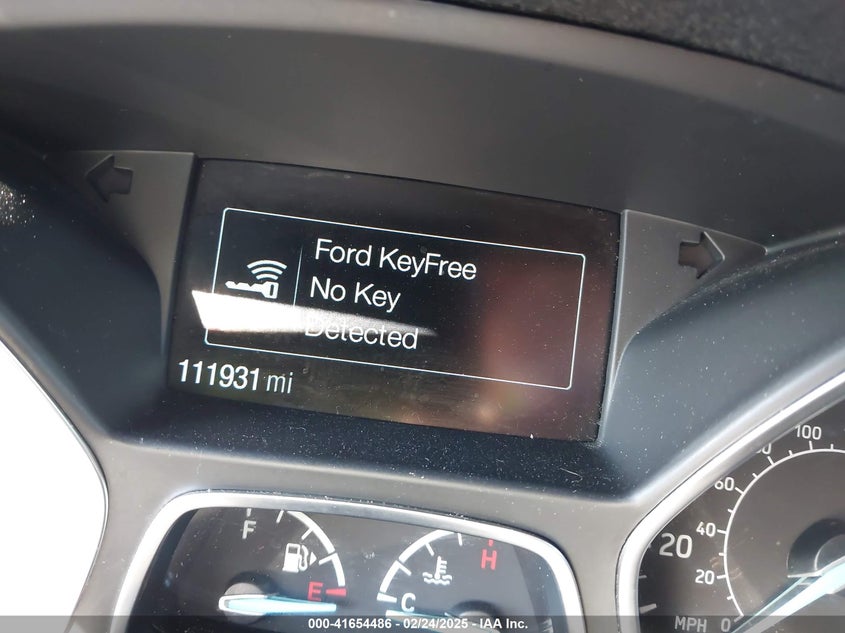 Ford KeyFree
No Key
Detected
111931 mi
F
E
H
C
100
80
60
40
20
20
MPH 0
000-41654486 - 02/24/2025 - IAA Inc.